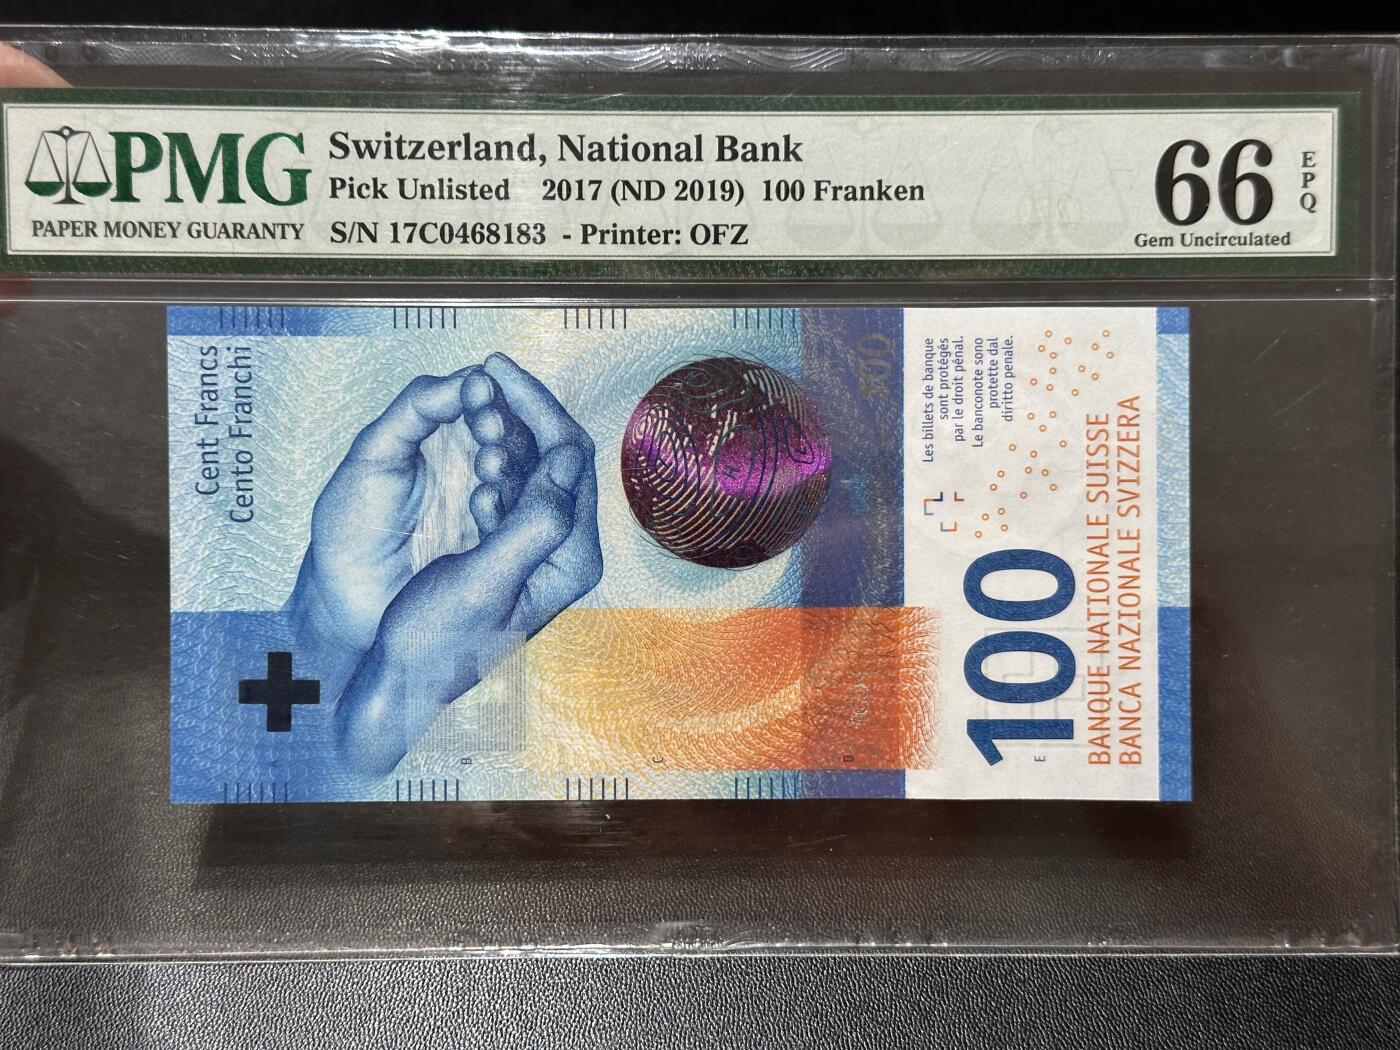 PMG
PAPER MONEY GUARANTY
Switzerland, National Bank
Pick Unlisted 2017 (ND 2019) 100 Franken
S/N 17C0468183 - Printer: OFZ
66
EPQ
Gem Uncirculated
Cent Francs
Cento Franchi
100
Les billets de banque
sont protégés
par le droit pénal.
Le banconote sono
protette dal
diritto penale.
100
BANQUE NATIONALE SUISSE
BANCA NAZIONALE SVIZZERA
B
C
D
E